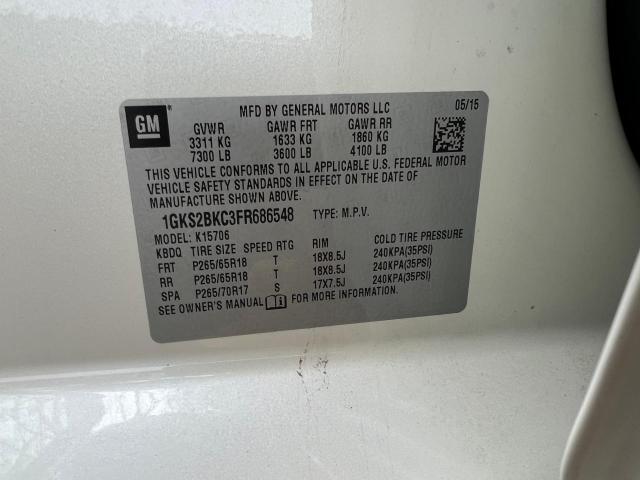 GM
MFD BY GENERAL MOTORS LLC 05/15
GVWR GAWR FRT GAWR RR
3311 KG 1633 KG 1860 KG
7300 LB 3600 LB 4100 LB
THIS VEHICLE CONFORMS TO ALL APPLICABLE U.S. FEDERAL MOTOR
VEHICLE SAFETY STANDARDS IN EFFECT ON THE DATE OF
MANUFACTURE SHOWN ABOVE.
1GKS2BKC3FR686548 TYPE: M.P.V.
MODEL: K15706
KBDQ TIRE SIZE SPEED RTG RIM COLD TIRE PRESSURE
FRT P265/65R18 T 18X8.5J 240KPA(35PSI)
RR P265/65R18 T 18X8.5J 240KPA(35PSI)
SPA P265/70R17 S 17X7.5J 240KPA(35PSI)
SEE OWNER'S MANUAL FOR MORE INFORMATION.